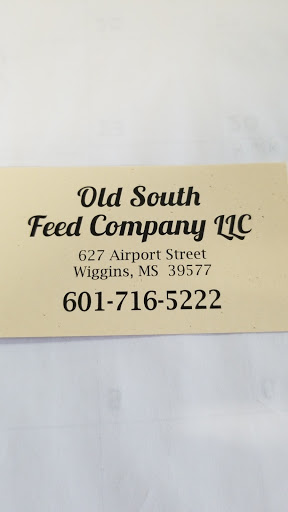 Old South
Feed Company LLC
627 Airport Street
Wiggins, MS 39577
601-716-5222